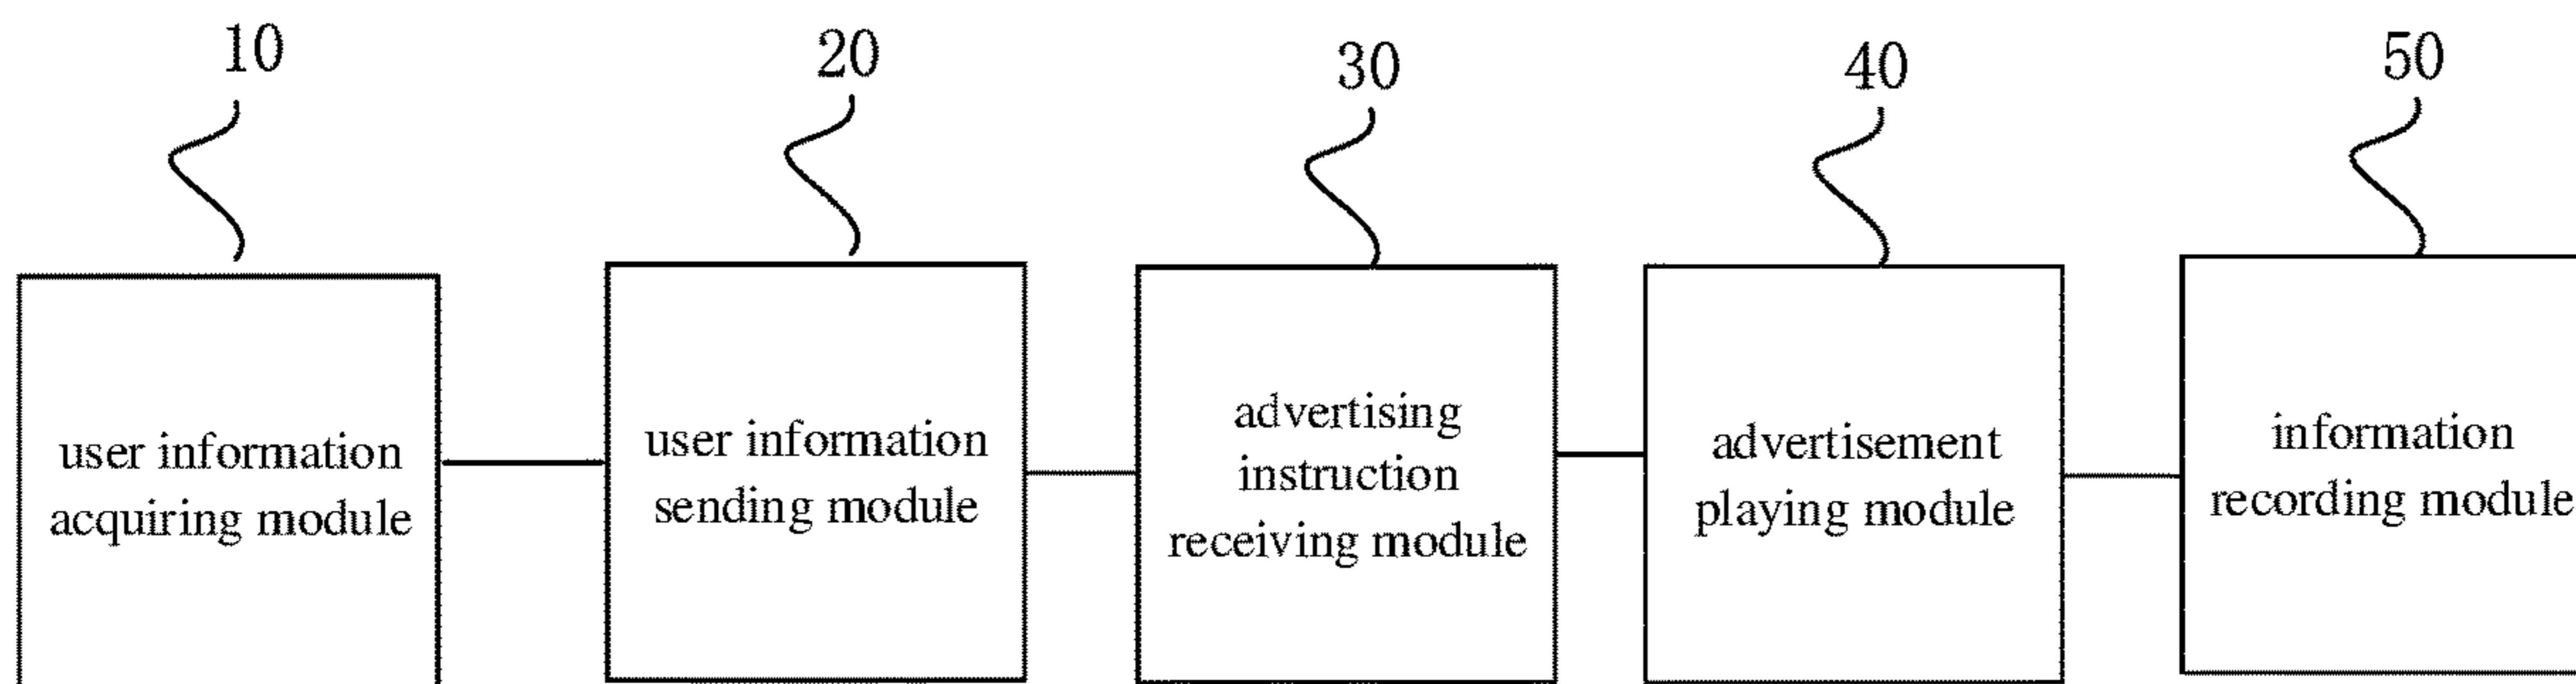 10
20
30
40
50
user information
acquiring module
user information
sending module
advertising
instruction
receiving module
advertisement
playing module
information
recording module